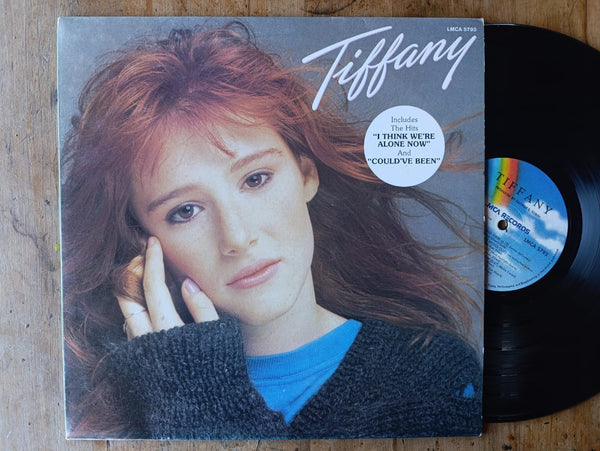 LMCA 5793
Tiffany
Includes
The Hits
"I THINK WE'RE
ALONE NOW"
And
"COULD'VE BEEN"
TIFFANY
MCA RECORDS
LMCA 5793